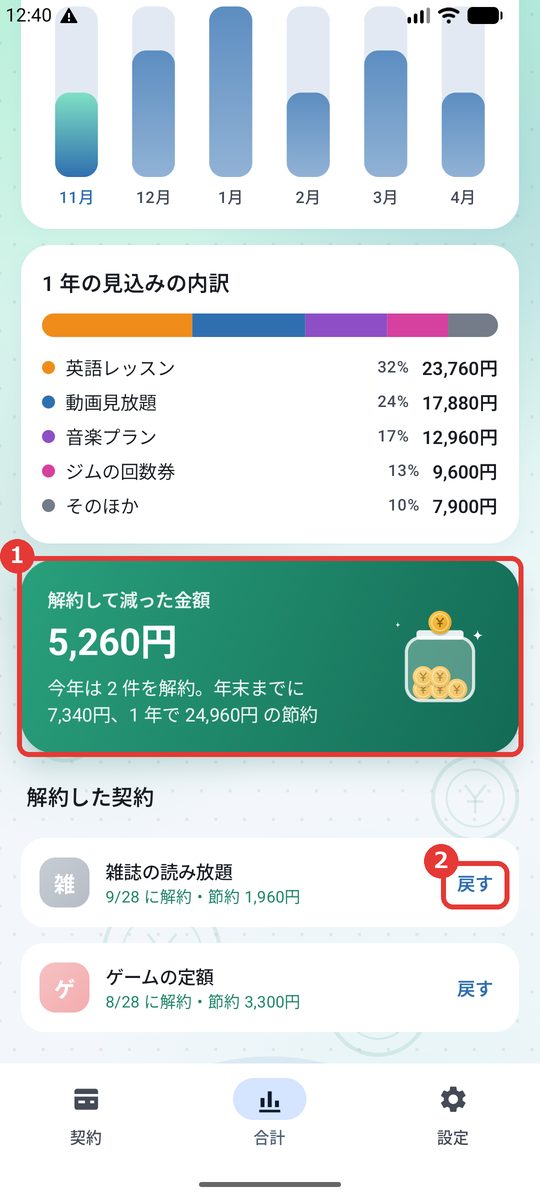 12:40
11月 12月 1月 2月 3月 4月
1 年の見込みの内訳
英語レッスン 32% 23,760円
動画見放題 24% 17,880円
音楽プラン 17% 12,960円
ジムの回数券 13% 9,600円
そのほか 10% 7,900円
1
解約して減った金額
5,260円
今年は 2 件を解約。年末までに
7,340円、1 年で 24,960円 の節約
解約した契約
2
雑
雑誌の読み放題
9/28 に解約・節約 1,960円
戻す
ゲ
ゲームの定額
8/28 に解約・節約 3,300円
戻す
契約 合計 設定